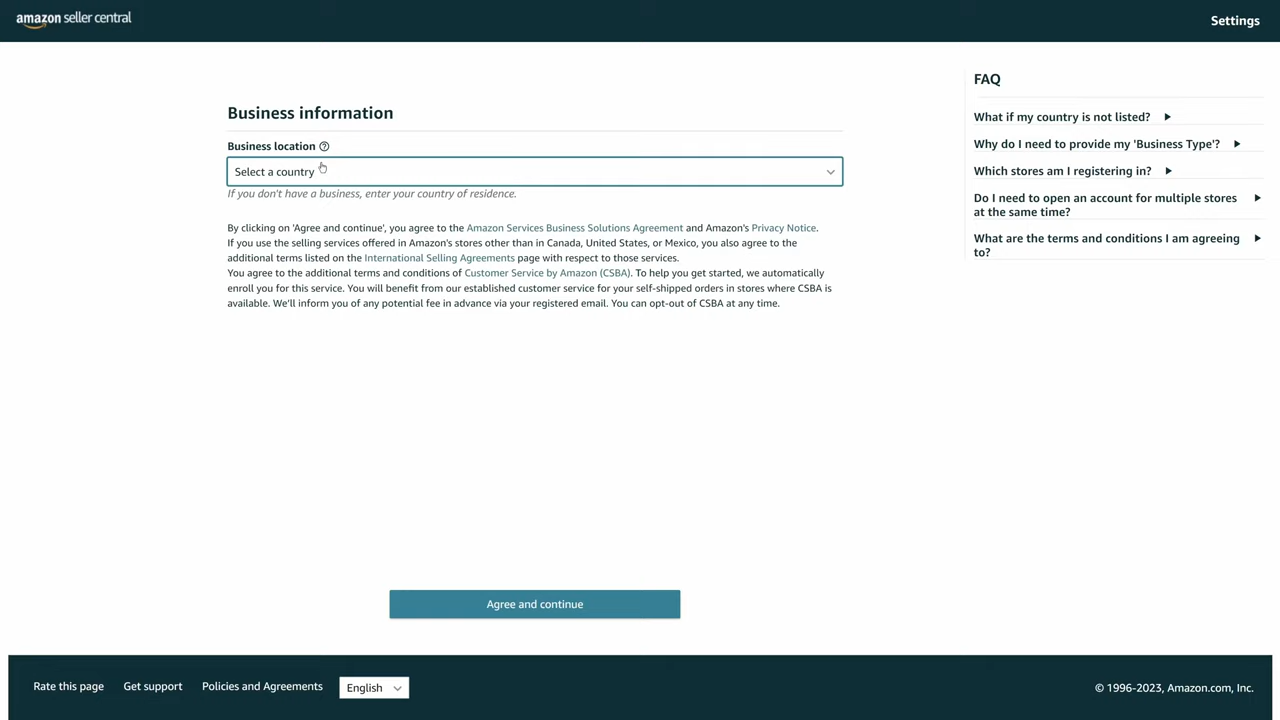 amazon seller central
Settings
Business information
Business location
Select a country
If you don't have a business, enter your country of residence.
By clicking on 'Agree and continue', you agree to the Amazon Services Business Solutions Agreement and Amazon's Privacy Notice.
If you use the selling services offered in Amazon's stores other than in Canada, United States, or Mexico, you also agree to the
additional terms listed on the International Selling Agreements page with respect to those services.
You agree to the additional terms and conditions of Customer Service by Amazon (CSBA). To help you get started, we automatically
enroll you for this service. You will benefit from our established customer service for your self-shipped orders in stores where CSBA is
available. We'll inform you of any potential fee in advance via your registered email. You can opt-out of CSBA at any time.
Agree and continue
FAQ
What if my country is not listed?
Why do I need to provide my 'Business Type'?
Which stores am I registering in?
Do I need to open an account for multiple stores
at the same time?
What are the terms and conditions I am agreeing
to?
Rate this page
Get support
Policies and Agreements
English
© 1996-2023, Amazon.com, Inc.